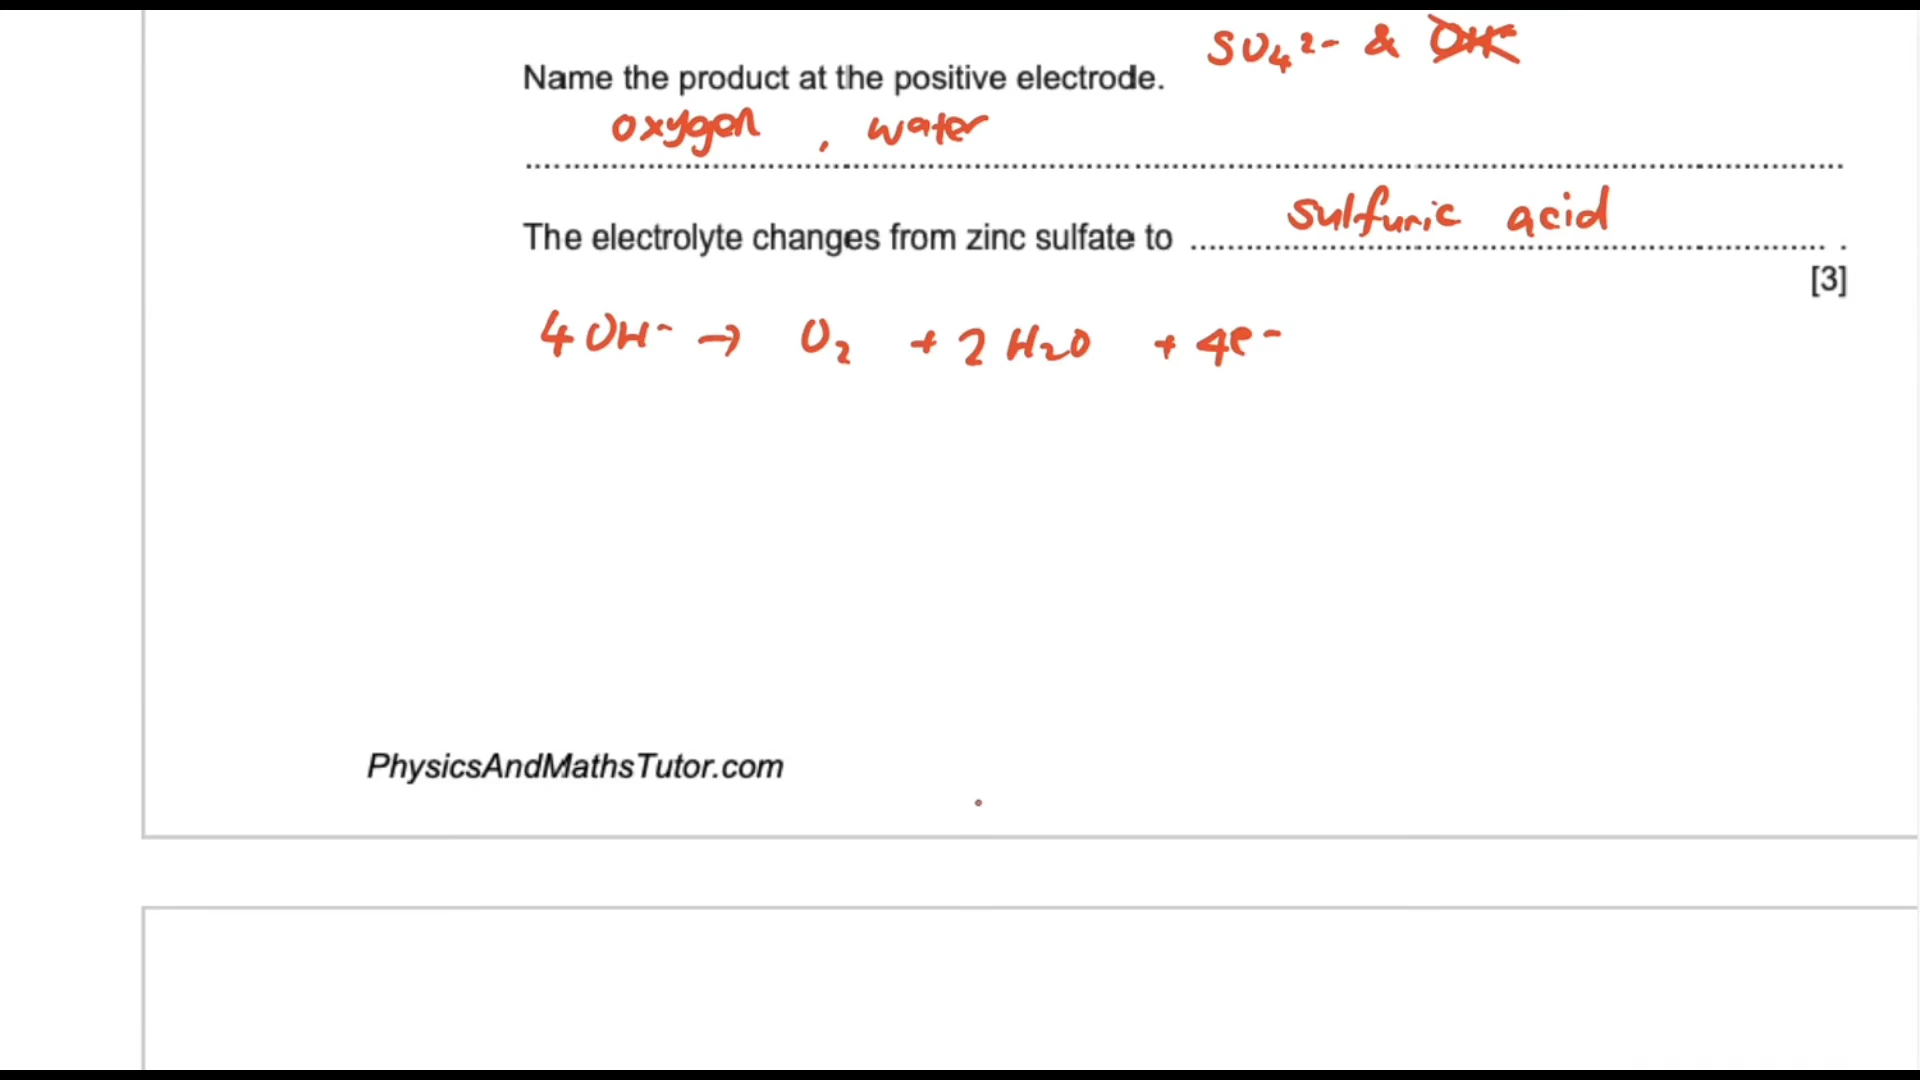 SO₄²⁻ & OH⁻
Name the product at the positive electrode.
oxygen , water
The electrolyte changes from zinc sulfate to sulfuric acid .
[3]
4OH⁻ → O₂ + 2H₂O + 4e⁻
PhysicsAndMathsTutor.com